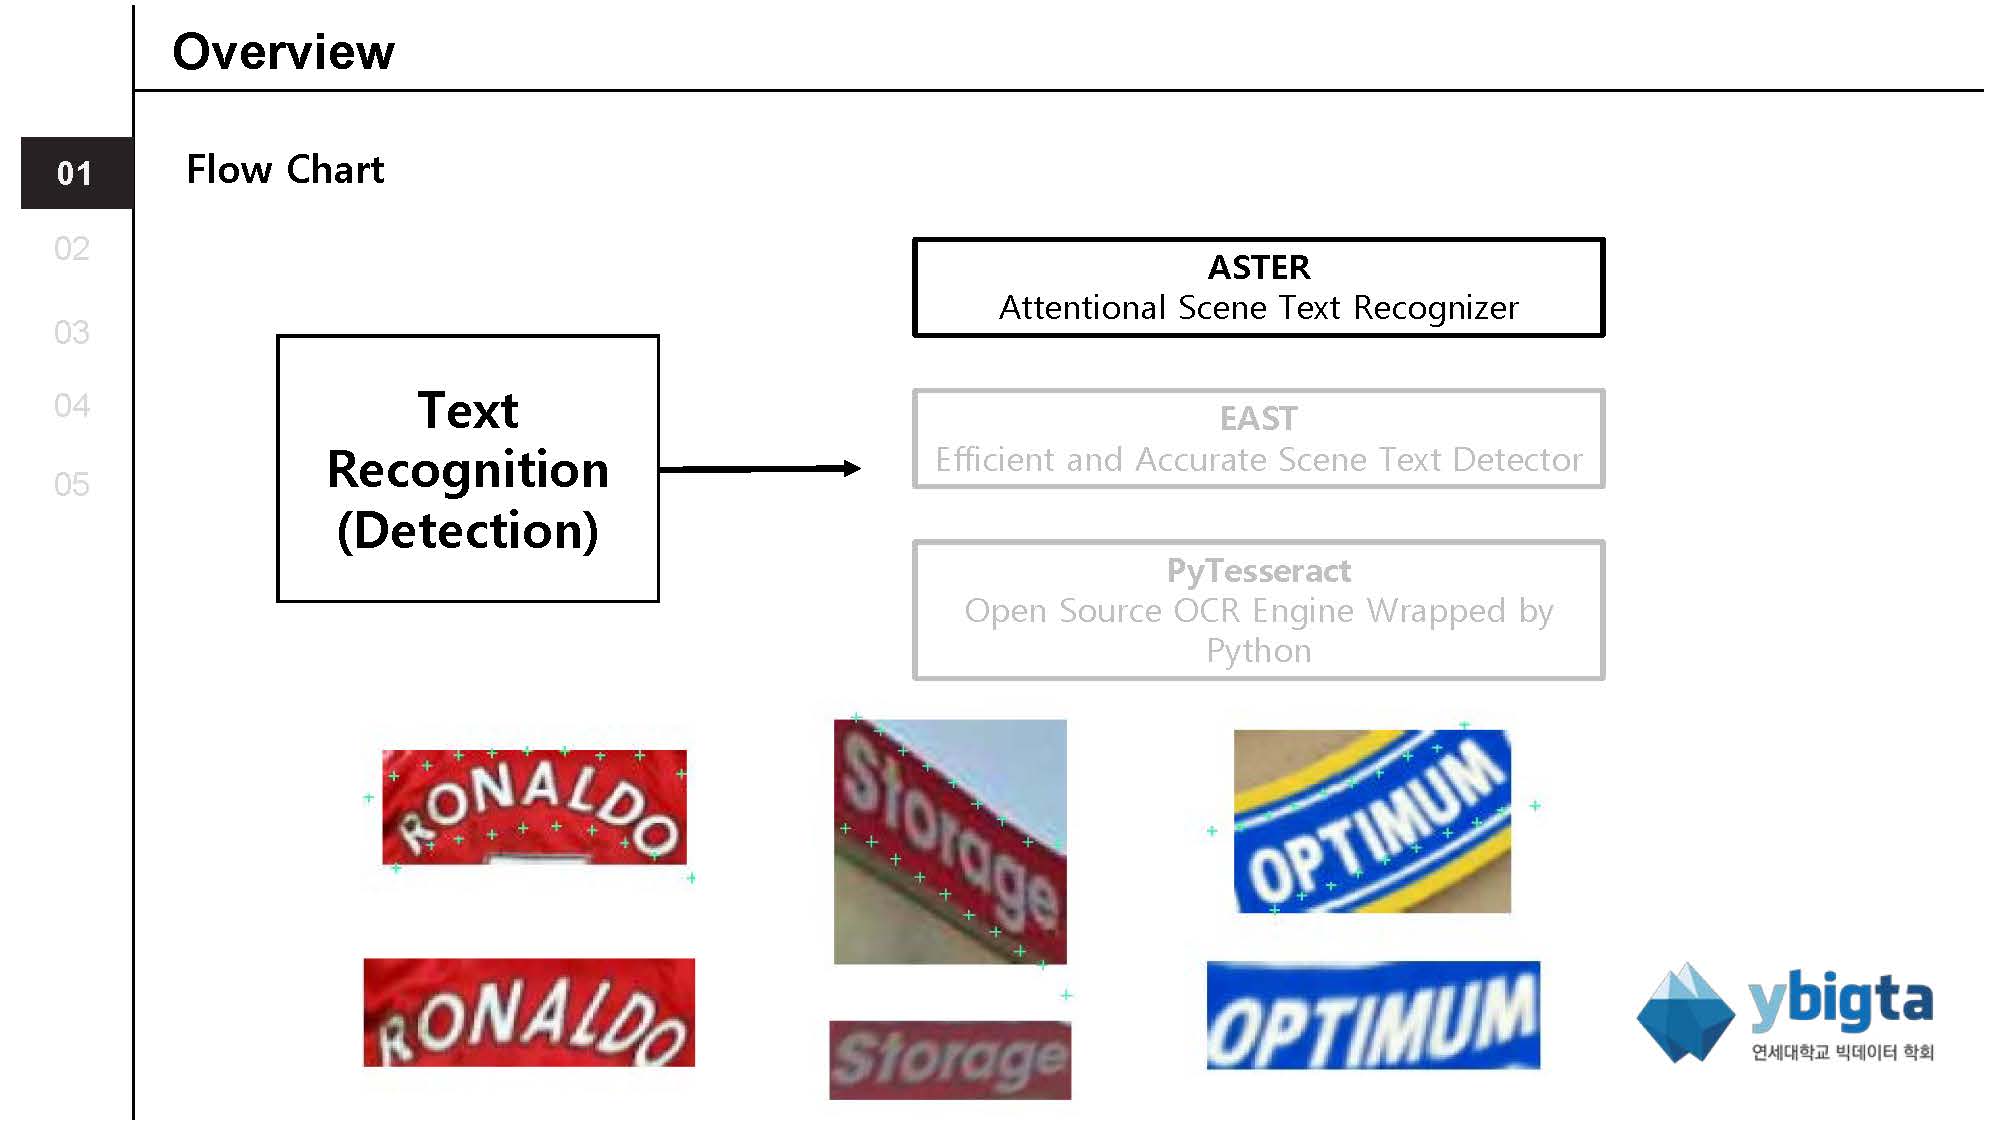 Overview
01
02
03
04
05
Flow Chart
Text
Recognition
(Detection)
ASTER
Attentional Scene Text Recognizer
EAST
Efficient and Accurate Scene Text Detector
PyTesseract
Open Source OCR Engine Wrapped by
Python
RONALDO
Storage
OPTIMUM
RONALDO
Storage
OPTIMUM
ybigta
연세대학교 빅데이터 학회